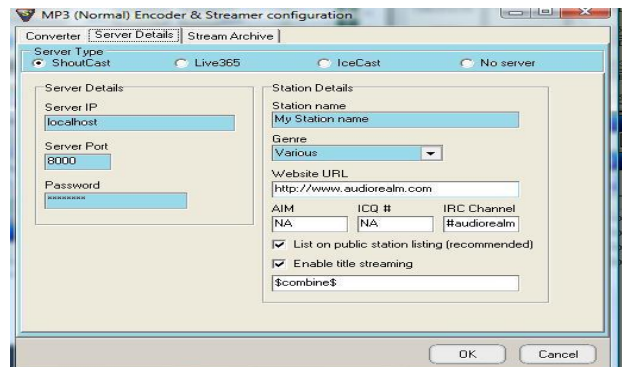 MP3 (Normal) Encoder & Streamer configuration
Converter Server Details Stream Archive
Server Type
ShoutCast Live365 IceCast No server
Server Details
Server IP
localhost
Server Port
8000
Password
××××××××
Station Details
Station name
My Station name
Genre
Various
Website URL
http://www.audiorealm.com
AIM ICQ # IRC Channel
NA NA #audiorealm
List on public station listing (recommended)
Enable title streaming
$combine$
OK Cancel